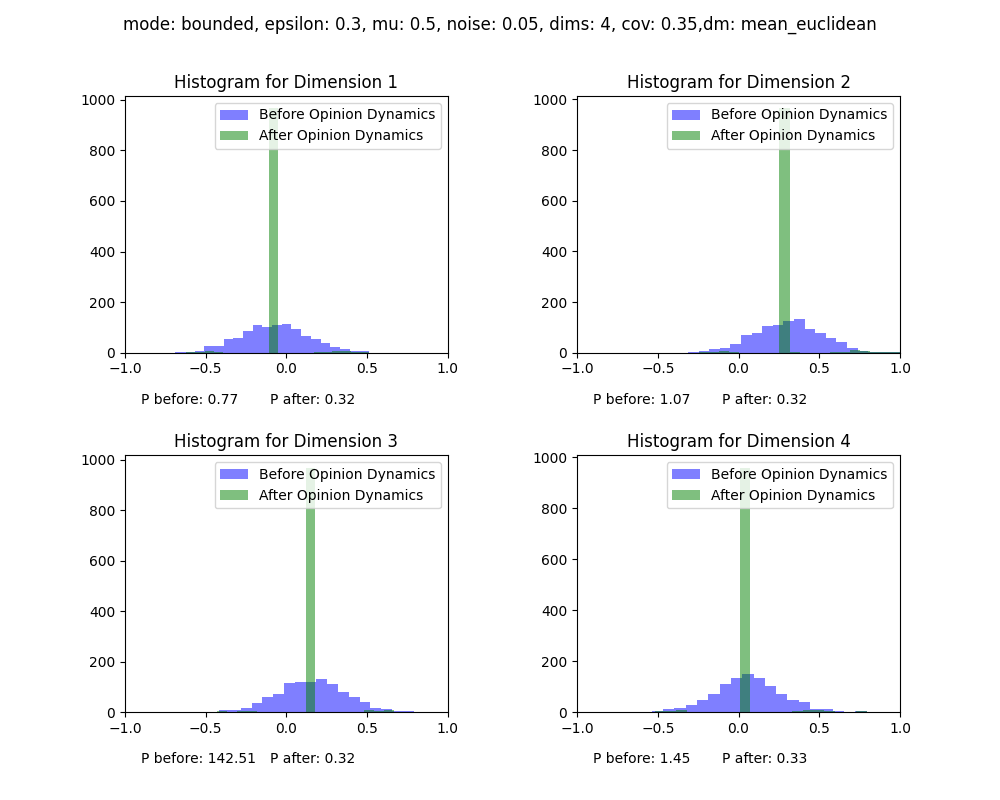 mode: bounded, epsilon: 0.3, mu: 0.5, noise: 0.05, dims: 4, cov: 0.35,dm: mean_euclidean
Histogram for Dimension 1
Before Opinion Dynamics
After Opinion Dynamics
1000
800
600
400
200
0
−1.0 −0.5 0.0 0.5 1.0
P before: 0.77 P after: 0.32
Histogram for Dimension 2
Before Opinion Dynamics
After Opinion Dynamics
1000
800
600
400
200
0
−1.0 −0.5 0.0 0.5 1.0
P before: 1.07 P after: 0.32
Histogram for Dimension 3
Before Opinion Dynamics
After Opinion Dynamics
1000
800
600
400
200
0
−1.0 −0.5 0.0 0.5 1.0
P before: 142.51 P after: 0.32
Histogram for Dimension 4
Before Opinion Dynamics
After Opinion Dynamics
1000
800
600
400
200
0
−1.0 −0.5 0.0 0.5 1.0
P before: 1.45 P after: 0.33